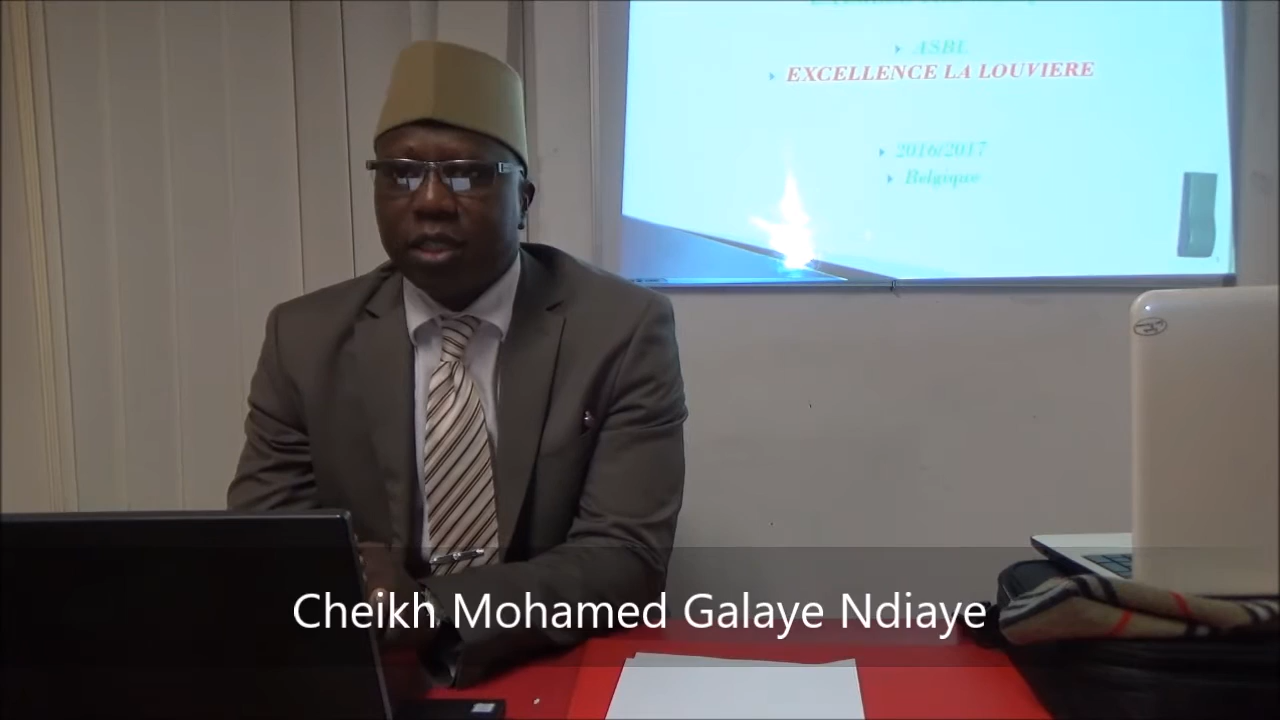 ASBL
EXCELLENCE LA LOUVIERE
2016/2017
Belgique
Cheikh Mohamed Galaye Ndiaye